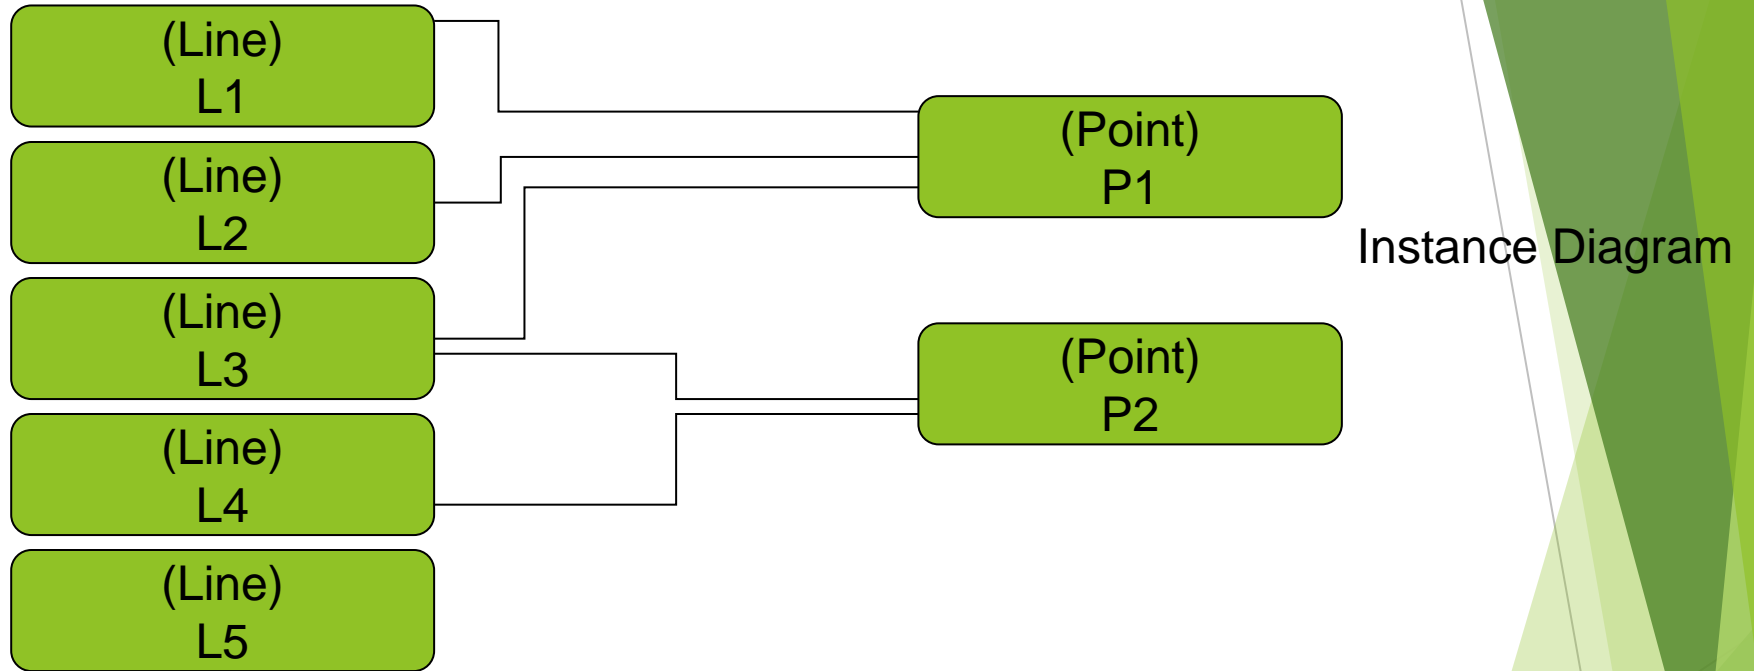 (Line)
L1
(Line)
L2
(Line)
L3
(Line)
L4
(Line)
L5
(Point)
P1
(Point)
P2
Instance Diagram